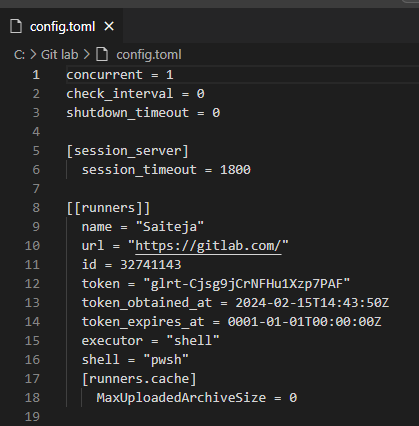 config.toml ×
C: > Git lab > config.toml
1 concurrent = 1
2 check_interval = 0
3 shutdown_timeout = 0
4
5 [session_server]
6 session_timeout = 1800
7
8 [[runners]]
9 name = "Saiteja"
10 url = "https://gitlab.com/"
11 id = 32741143
12 token = "glrt-Cjsg9jCrNFHu1Xzp7PAF"
13 token_obtained_at = 2024-02-15T14:43:50Z
14 token_expires_at = 0001-01-01T00:00:00Z
15 executor = "shell"
16 shell = "pwsh"
17 [runners.cache]
18 MaxUploadedArchiveSize = 0
19